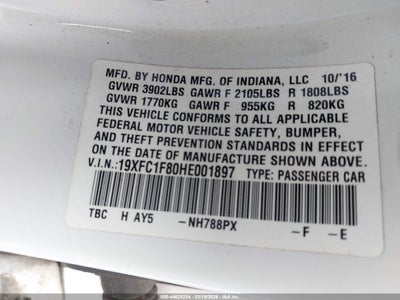 MFD. BY HONDA MFG. OF INDIANA, LLC 10/'16
GVWR 3902LBS GAWR F 2105LBS R 1808LBS
GVWR 1770KG GAWR F 955KG R 820KG
THIS VEHICLE CONFORMS TO ALL APPLICABLE
FEDERAL MOTOR VEHICLE SAFETY, BUMPER,
AND THEFT PREVENTION STANDARDS IN EFFECT
ON THE DATE OF MANUFACTURE SHOWN ABOVE.
V.I.N.: 19XFC1F80HE001897 TYPE: PASSENGER CAR
TBC H AY5 -NH788PX -F -E